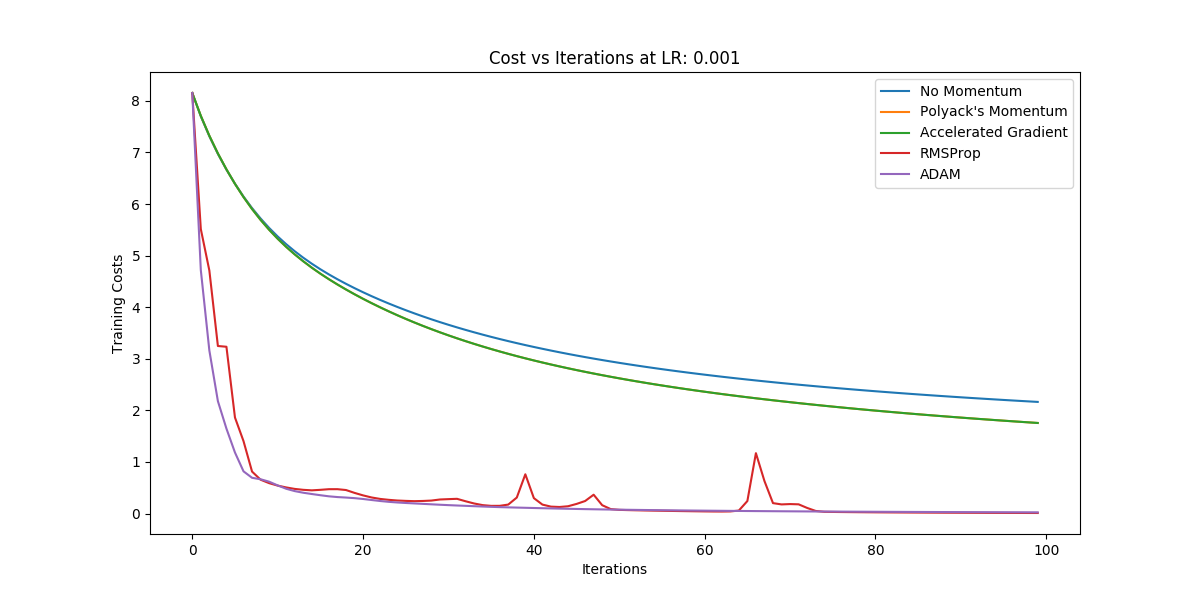 Cost vs Iterations at LR: 0.001
No Momentum
Polyack's Momentum
Accelerated Gradient
RMSProp
ADAM
Training Costs
8
7
6
5
4
3
2
1
0
0 20 40 60 80 100
Iterations